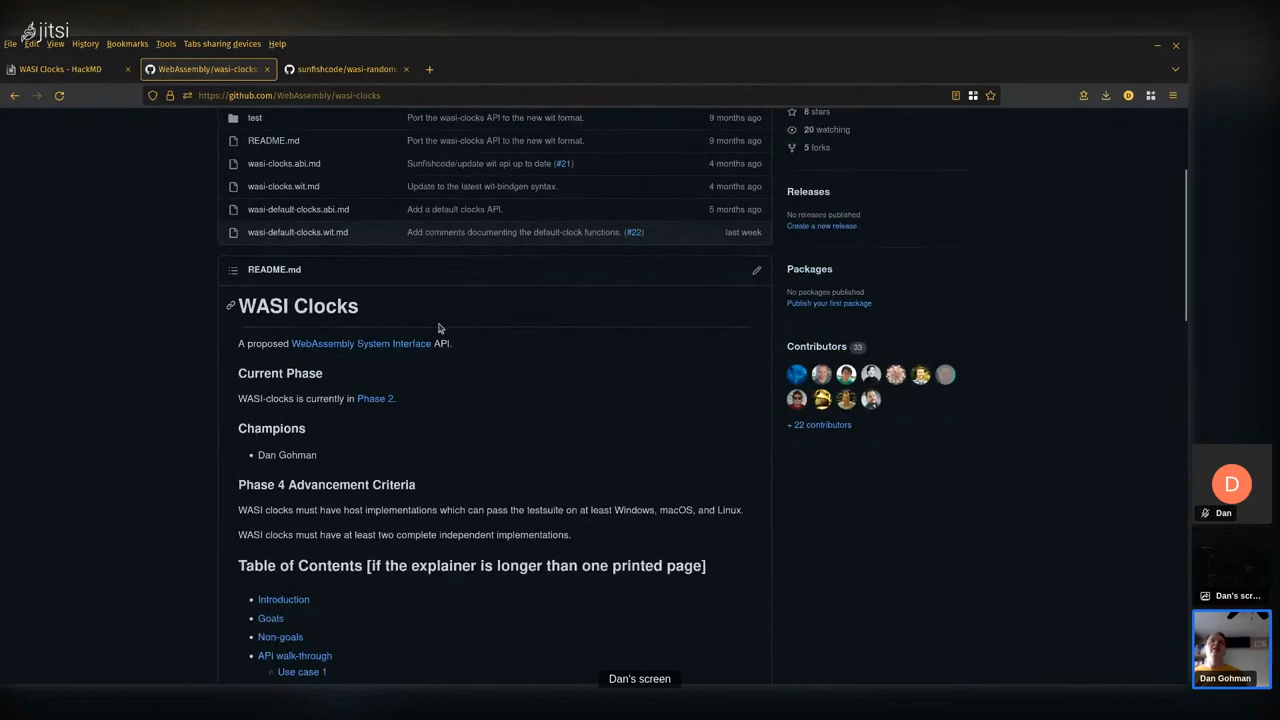 jitsi
File Edit View History Bookmarks Tools Tabs sharing devices Help
WASI Clocks - HackMD
WebAssembly/wasi-clocks:
sunfishcode/wasi-random:
https://github.com/WebAssembly/wasi-clocks
D
8 stars
test Port the wasi-clocks API to the new wit format. 9 months ago
20 watching
README.md Port the wasi-clocks API to the new wit format. 9 months ago
5 forks
wasi-clocks.abi.md Sunfishcode/update wit api up to date (#21) 4 months ago
wasi-clocks.wit.md Update to the latest wit-bindgen syntax. 4 months ago
Releases
wasi-default-clocks.abi.md Add a default clocks API. 5 months ago
No releases published
Create a new release
wasi-default-clocks.wit.md Add comments documenting the default-clock functions. (#22) last week
README.md
Packages
No packages published
Publish your first package
WASI Clocks
A proposed WebAssembly System Interface API.
Contributors 33
Current Phase
WASI-clocks is currently in Phase 2.
+ 22 contributors
Champions
Dan Gohman
Phase 4 Advancement Criteria
WASI clocks must have host implementations which can pass the testsuite on at least Windows, macOS, and Linux.
WASI clocks must have at least two complete independent implementations.
Table of Contents [if the explainer is longer than one printed page]
Introduction
Goals
Non-goals
API walk-through
Use case 1
D
Dan
Dan's scr...
Dan Gohman
Dan's screen